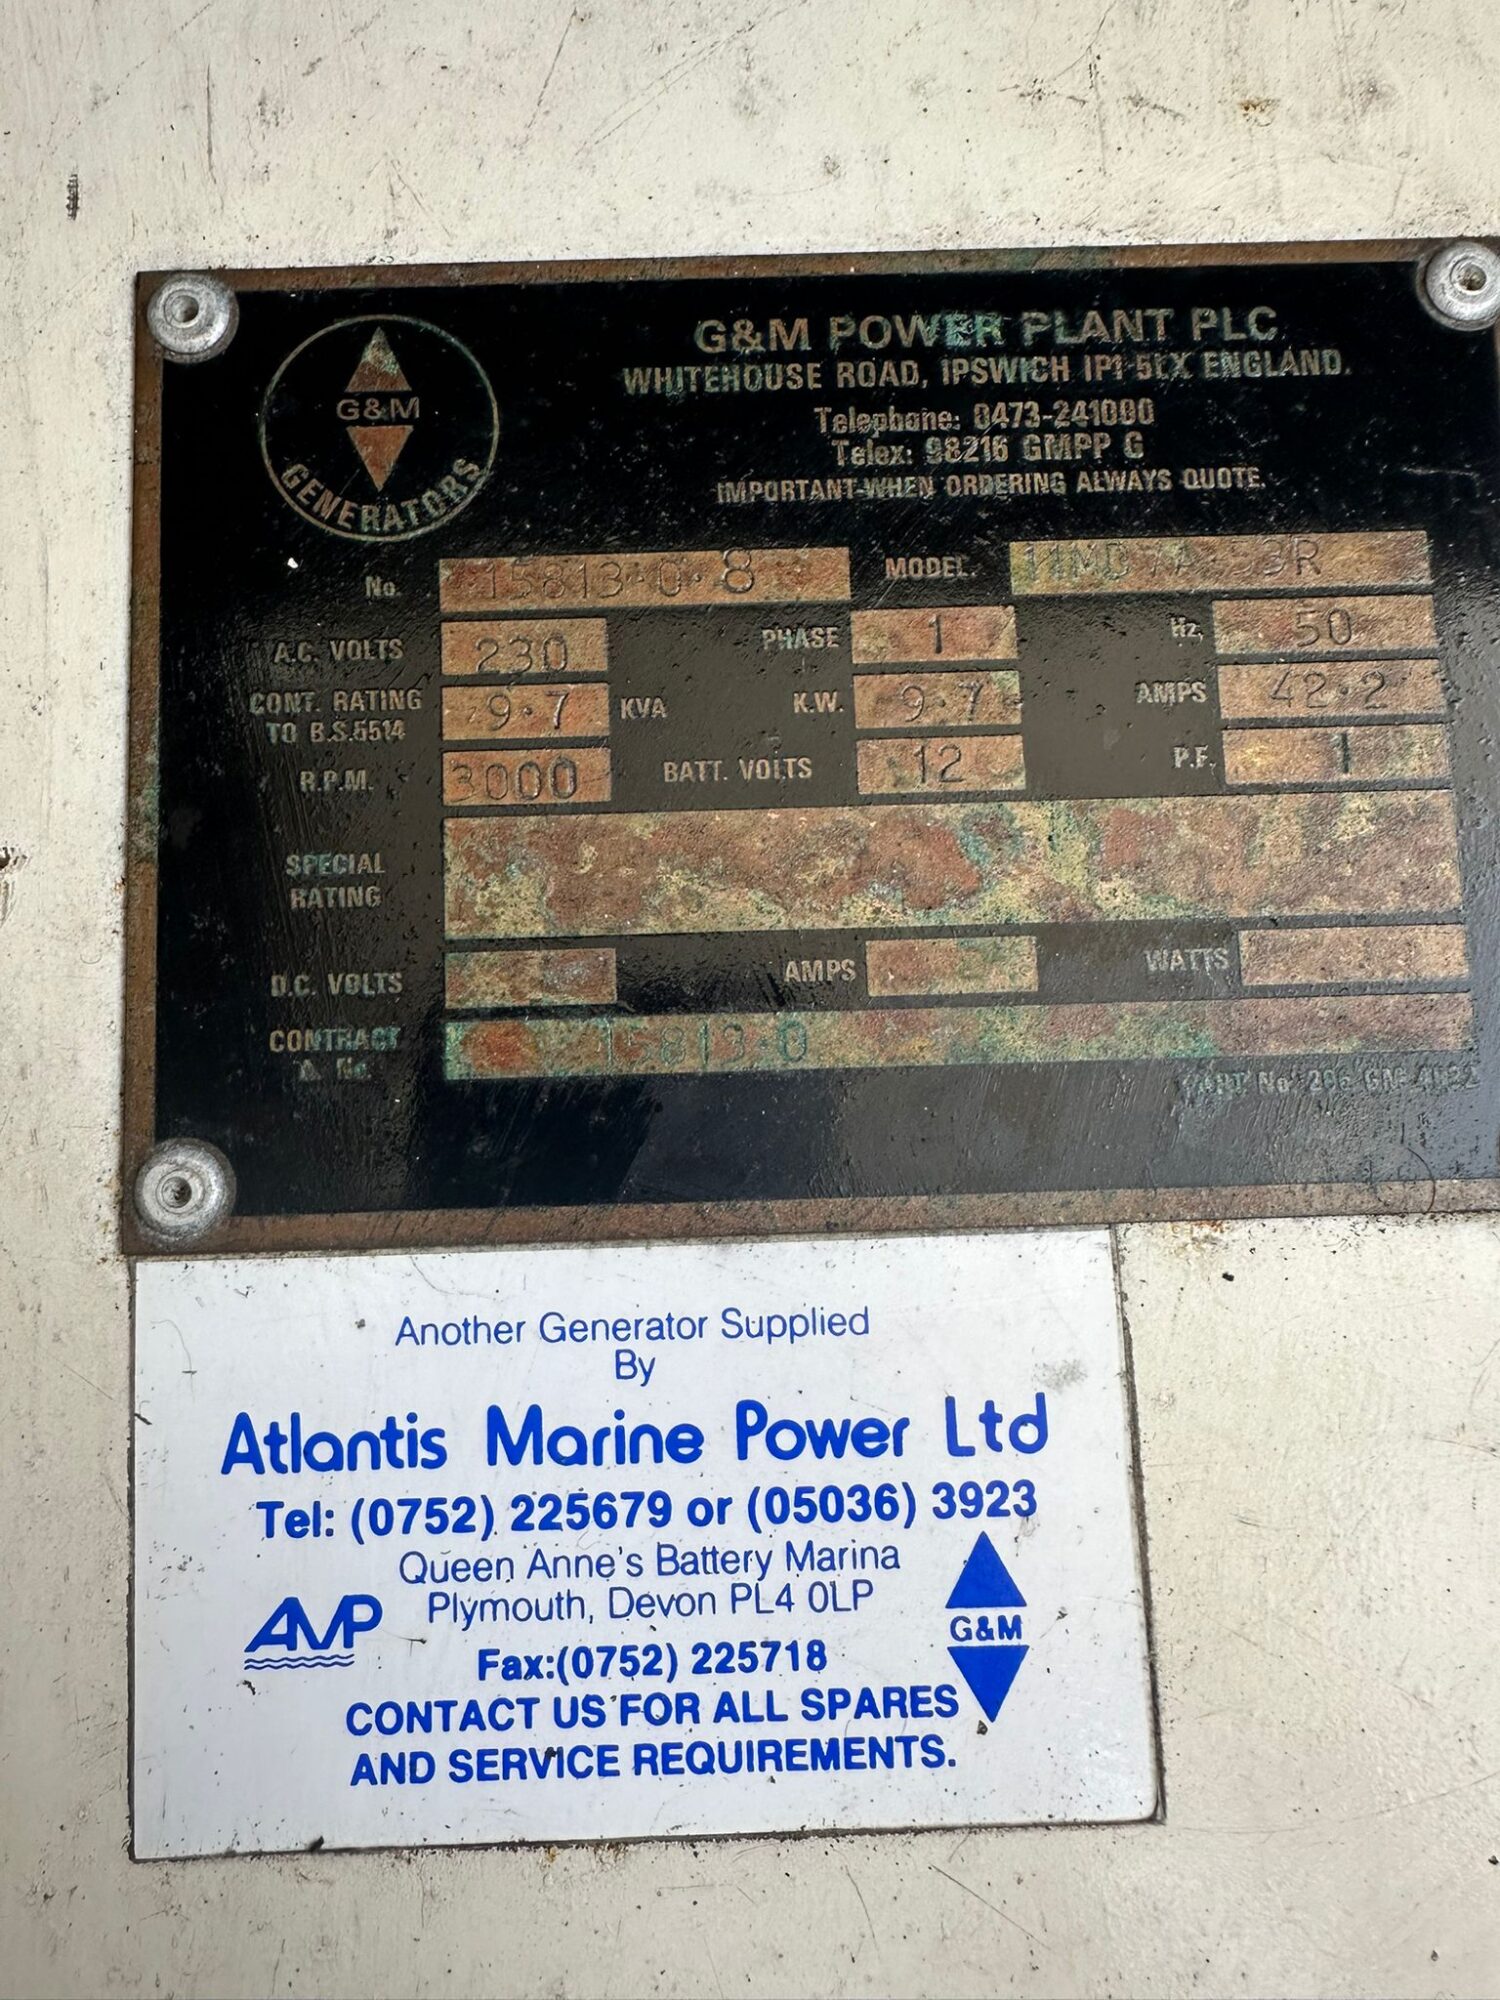 G&M
GENERATORS
G&M POWER PLANT PLC
WHITEHOUSE ROAD, IPSWICH IP1 5LX ENGLAND.
Telephone: 0473-241000
Telex: 98216 GMPP G
IMPORTANT-WHEN ORDERING ALWAYS QUOTE.
No. 15813·0·8 MODEL.
A.C. VOLTS 230 PHASE 1 Hz, 50
CONT. RATING TO B.S.5514 9·7 KVA K.W. 9·7 AMPS 42·2
R.P.M. 3000 BATT. VOLTS 12 P.F. 1
SPECIAL
RATING
D.C. VOLTS AMPS WATTS
CONTRACT 15813·0
No.
PART No
Another Generator Supplied
By
Atlantis Marine Power Ltd
Tel: (0752) 225679 or (05036) 3923
Queen Anne's Battery Marina
Plymouth, Devon PL4 0LP
AMP
G&M
Fax:(0752) 225718
CONTACT US FOR ALL SPARES
AND SERVICE REQUIREMENTS.